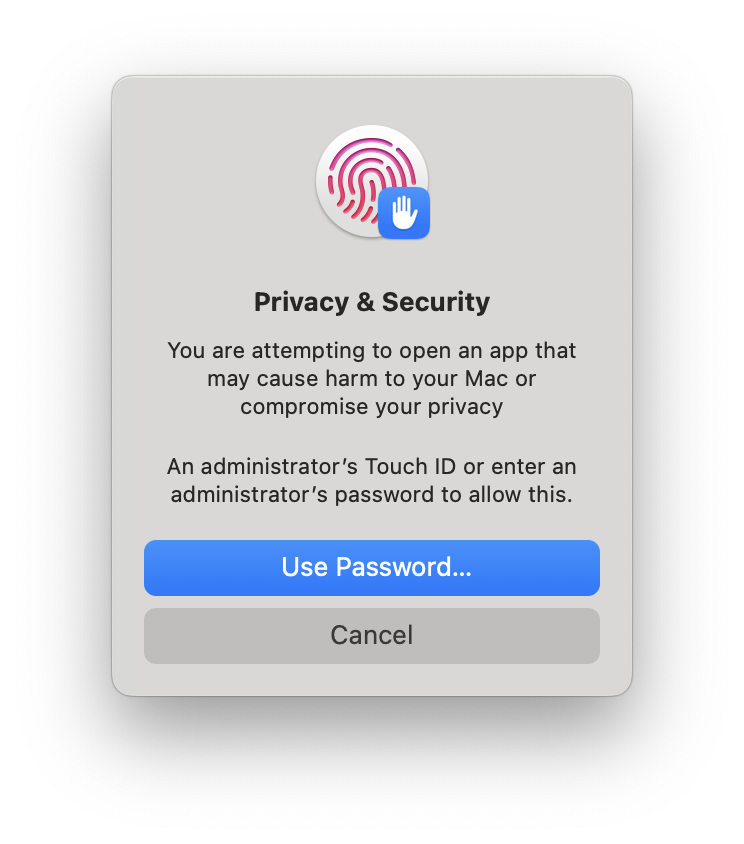 Privacy & Security
You are attempting to open an app that
may cause harm to your Mac or
compromise your privacy
An administrator’s Touch ID or enter an
administrator’s password to allow this.
Use Password...
Cancel